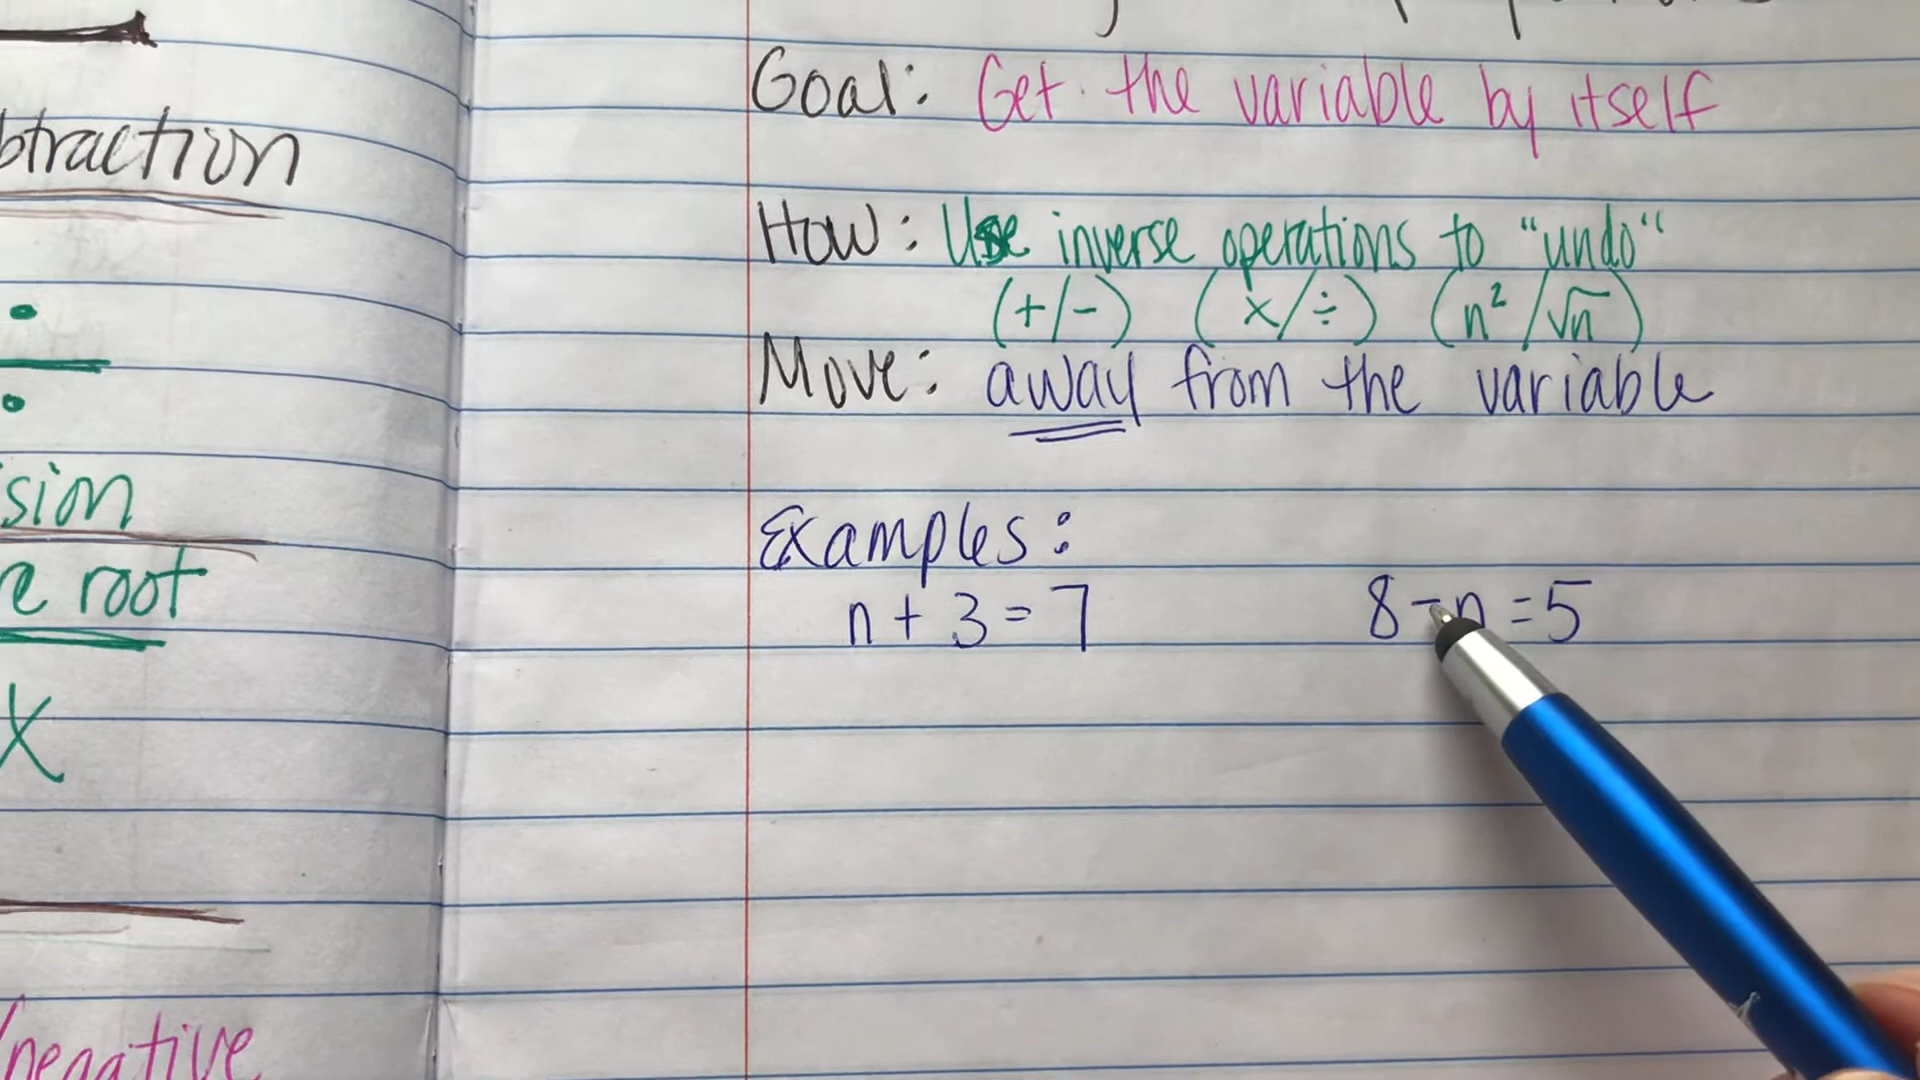 btraction
sion
e root
X
/negative
Goal: Get the variable by itself
How: Use inverse operations to “undo“
(+/-) (x/÷) (n²/√n)
Move: away from the variable
Examples:
n + 3 = 7 8 - n = 5